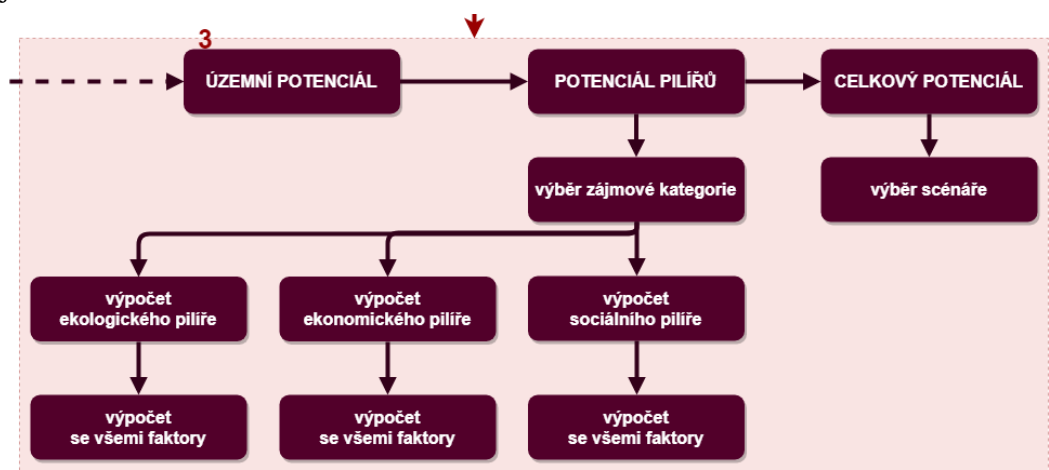 3
ÚZEMNÍ POTENCIÁL
POTENCIÁL PILÍŘŮ
CELKOVÝ POTENCIÁL
výběr zájmové kategorie
výběr scénáře
výpočet
ekologického pilíře
výpočet
ekonomického pilíře
výpočet
sociálního pilíře
výpočet
se všemi faktory
výpočet
se všemi faktory
výpočet
se všemi faktory